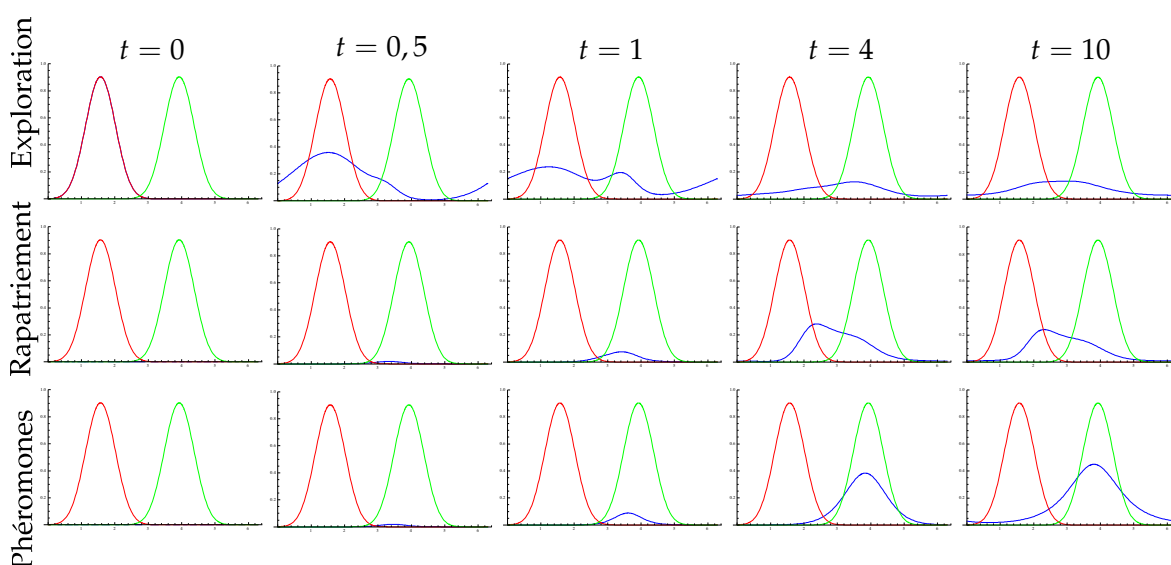 t = 0
t = 0, 5
t = 1
t = 4
t = 10
Exploration
Rapatriement
Phéromones